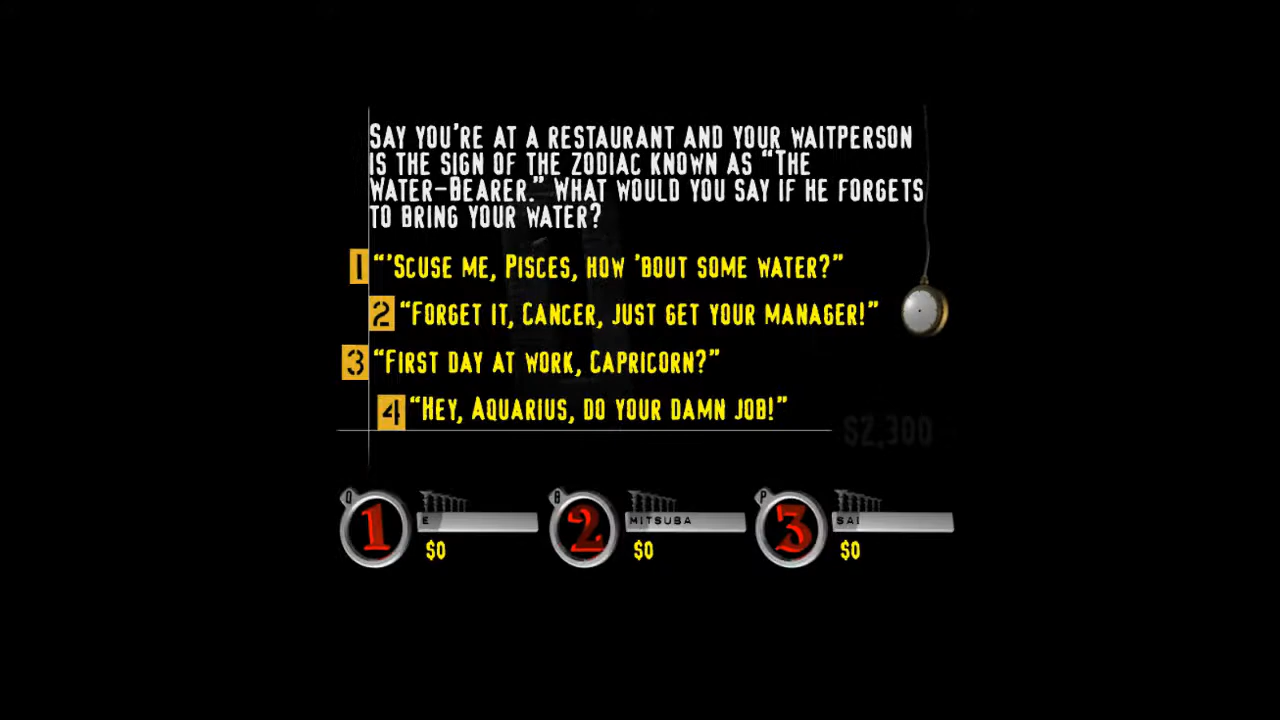 SAY YOU'RE AT A RESTAURANT AND YOUR WAITPERSON
IS THE SIGN OF THE ZODIAC KNOWN AS "THE
WATER-BEARER." WHAT WOULD YOU SAY IF HE FORGETS
TO BRING YOUR WATER?
1 "'SCUSE ME, PISCES, HOW 'BOUT SOME WATER?"
2 "FORGET IT, CANCER, JUST GET YOUR MANAGER!"
3 "FIRST DAY AT WORK, CAPRICORN?"
4 "HEY, AQUARIUS, DO YOUR DAMN JOB!"
$2,300
Q 1 E $0
B 2 MITSUBA $0
P 3 SAI $0